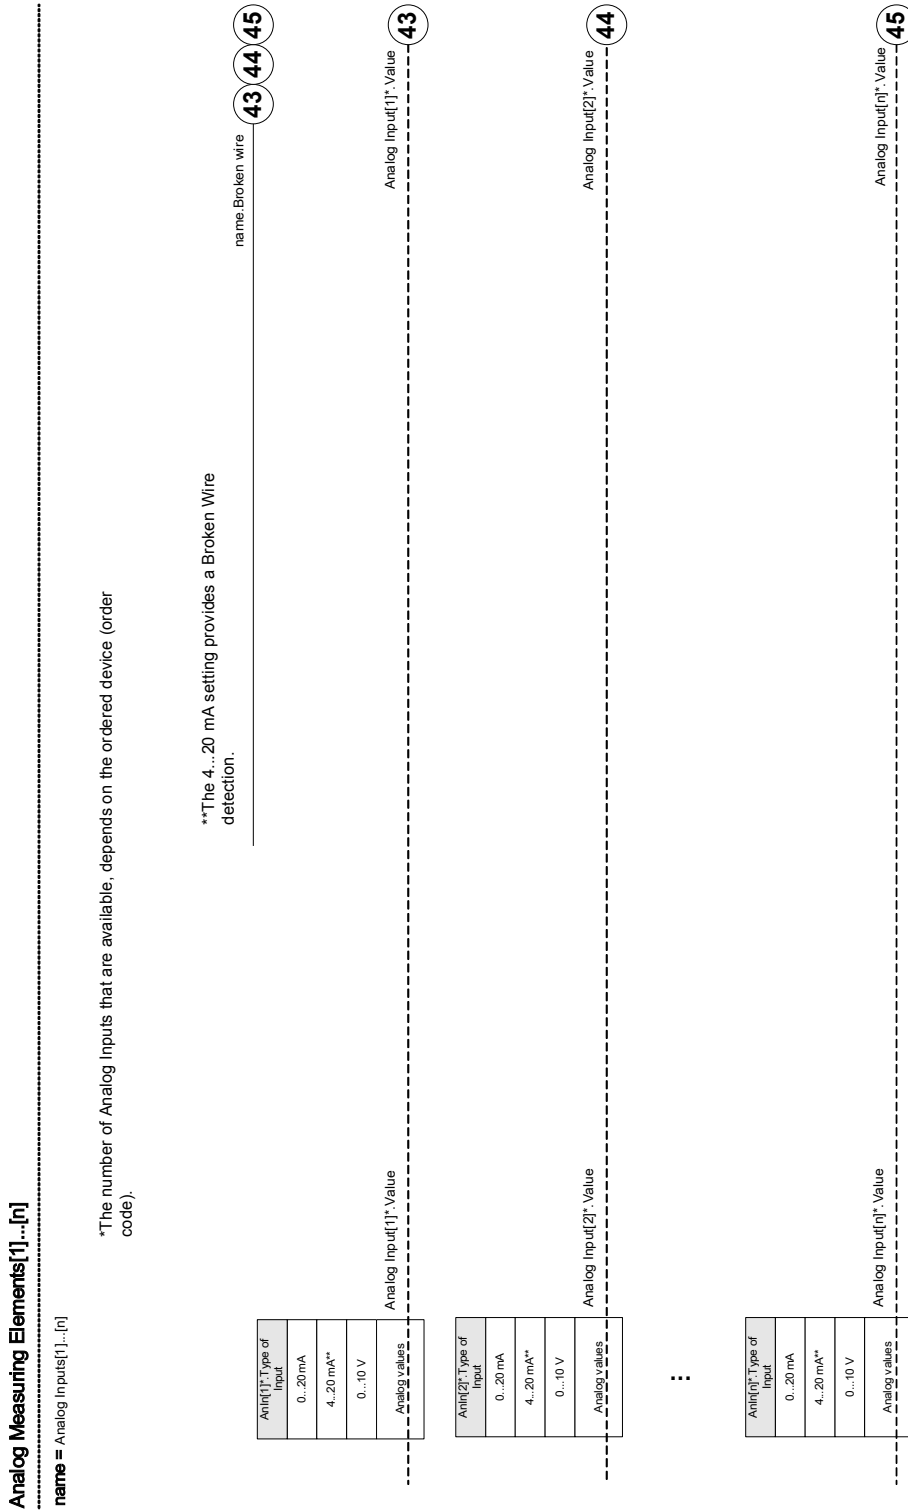 Analog Measuring Elements[1]...[n]
name = Analog Inputs[1]...[n]
*The number of Analog Inputs that are available, depends on the ordered device (order
code).
**The 4...20 mA setting provides a Broken Wire
detection.
name.Broken wire
43 44 45
AnIn[1]*.Type of
Input
0...20 mA
4...20 mA**
0...10 V
Analog values
Analog Input[1]*.Value
Analog Input[1]*.Value
43
AnIn[2]*.Type of
Input
0...20 mA
4...20 mA**
0...10 V
Analog values
Analog Input[2]*.Value
Analog Input[2]*.Value
44
...
AnIn[n]*.Type of
Input
0...20 mA
4...20 mA**
0...10 V
Analog values
Analog Input[n]*.Value
Analog Input[n]*.Value
45